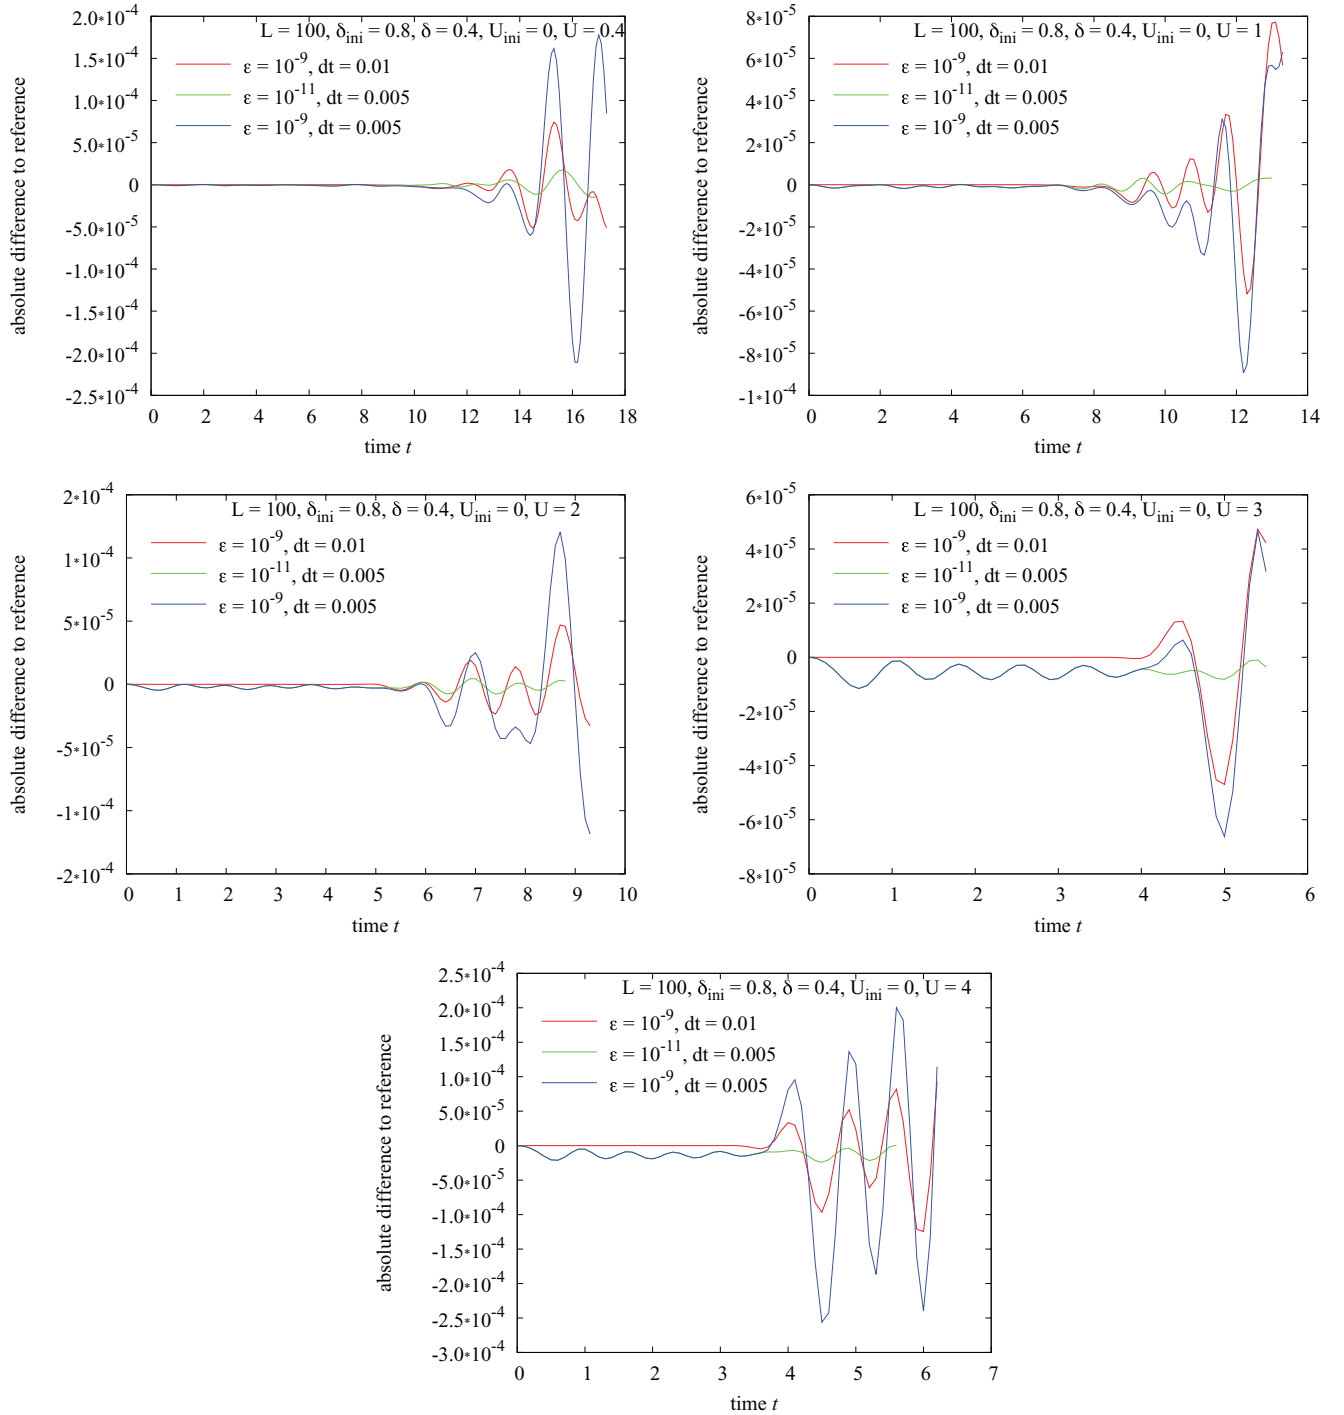 L = 100, δini = 0.8, δ = 0.4, Uini = 0, U = 0.4
ε = 10-9, dt = 0.01
ε = 10-11, dt = 0.005
ε = 10-9, dt = 0.005
absolute difference to reference
2.0*10-4
1.5*10-4
1.0*10-4
5.0*10-5
0
-5.0*10-5
-1.0*10-4
-1.5*10-4
-2.0*10-4
-2.5*10-4
0 2 4 6 8 10 12 14 16 18
time t
L = 100, δini = 0.8, δ = 0.4, Uini = 0, U = 1
ε = 10-9, dt = 0.01
ε = 10-11, dt = 0.005
ε = 10-9, dt = 0.005
absolute difference to reference
8*10-5
6*10-5
4*10-5
2*10-5
0
-2*10-5
-4*10-5
-6*10-5
-8*10-5
-1*10-4
0 2 4 6 8 10 12 14
time t
L = 100, δini = 0.8, δ = 0.4, Uini = 0, U = 2
ε = 10-9, dt = 0.01
ε = 10-11, dt = 0.005
ε = 10-9, dt = 0.005
absolute difference to reference
2*10-4
1*10-4
5*10-5
0
-5*10-5
-1*10-4
-2*10-4
0 1 2 3 4 5 6 7 8 9 10
time t
L = 100, δini = 0.8, δ = 0.4, Uini = 0, U = 3
ε = 10-9, dt = 0.01
ε = 10-11, dt = 0.005
ε = 10-9, dt = 0.005
absolute difference to reference
6*10-5
4*10-5
2*10-5
0
-2*10-5
-4*10-5
-6*10-5
-8*10-5
0 1 2 3 4 5 6
time t
L = 100, δini = 0.8, δ = 0.4, Uini = 0, U = 4
ε = 10-9, dt = 0.01
ε = 10-11, dt = 0.005
ε = 10-9, dt = 0.005
absolute difference to reference
2.5*10-4
2.0*10-4
1.5*10-4
1.0*10-4
5.0*10-5
0
-5.0*10-5
-1.0*10-4
-1.5*10-4
-2.0*10-4
-2.5*10-4
-3.0*10-4
0 1 2 3 4 5 6 7
time t